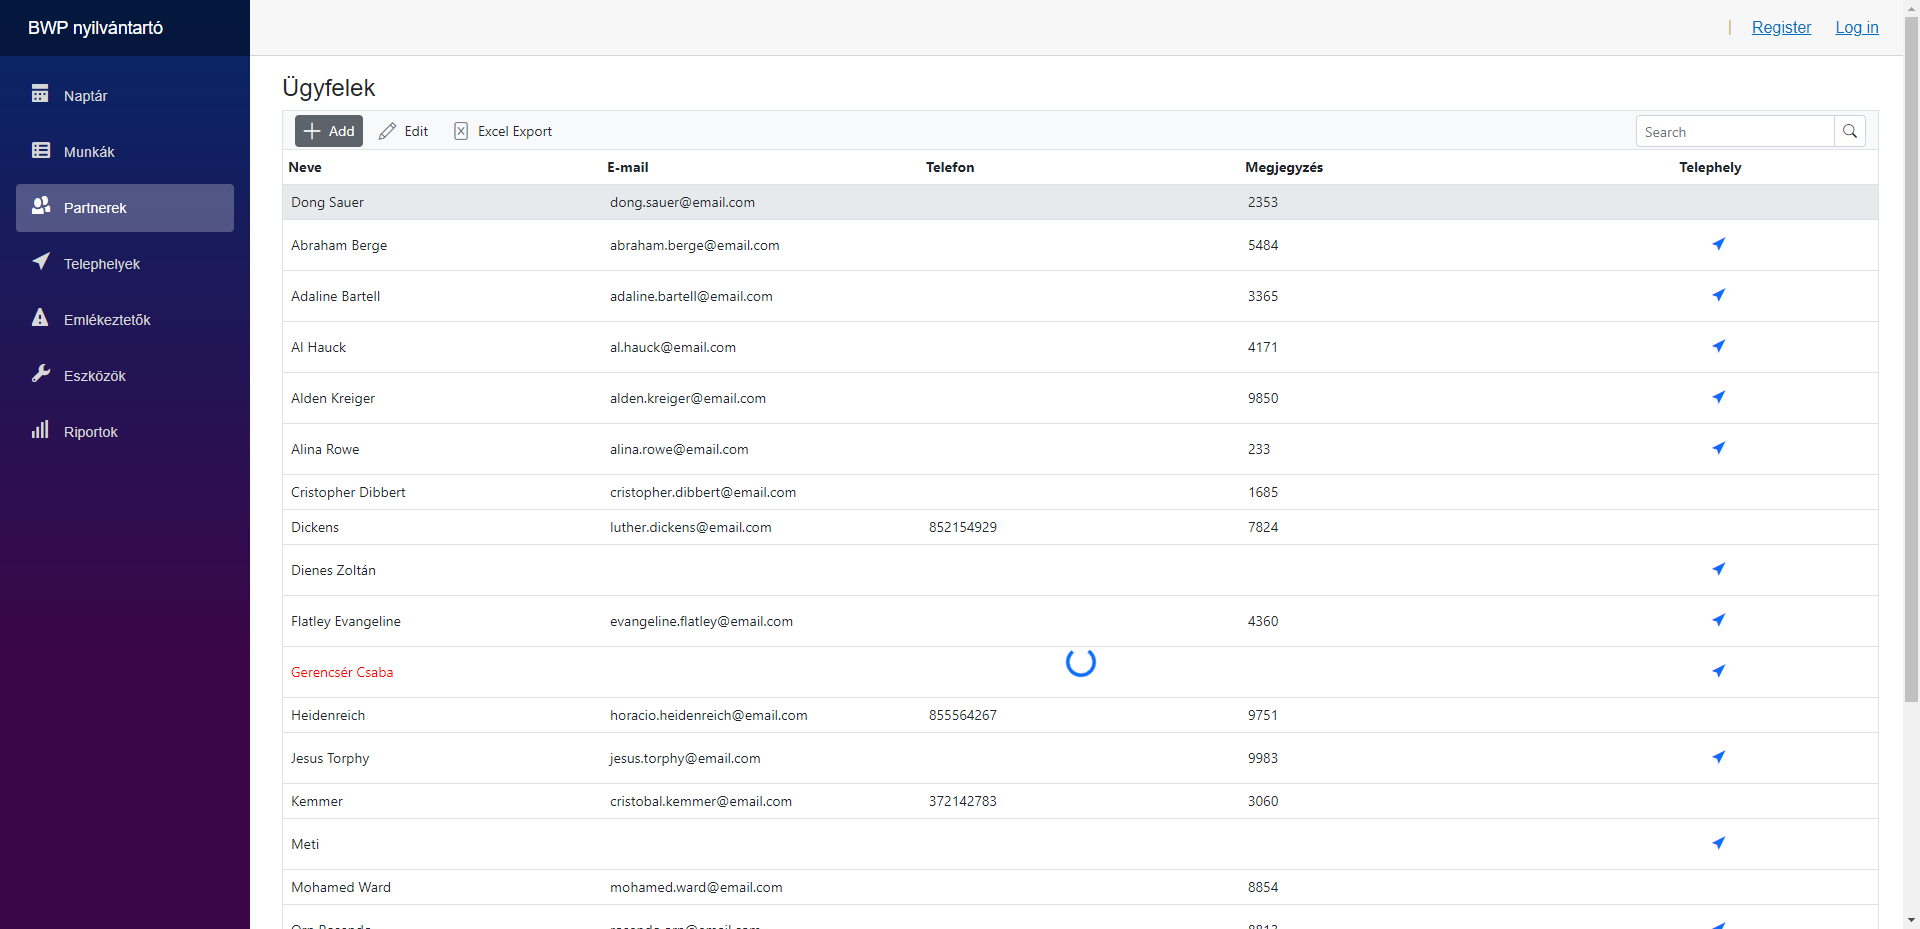 BWP nyilvántartó
| Register Log in
Naptár
Munkák
Partnerek
Telephelyek
Emlékeztetők
Eszközök
Riportok
Ügyfelek
Add Edit Excel Export Search
Neve E-mail Telefon Megjegyzés Telephely
Dong Sauer dong.sauer@email.com 2353
Abraham Berge abraham.berge@email.com 5484
Adaline Bartell adaline.bartell@email.com 3365
Al Hauck al.hauck@email.com 4171
Alden Kreiger alden.kreiger@email.com 9850
Alina Rowe alina.rowe@email.com 233
Cristopher Dibbert cristopher.dibbert@email.com 1685
Dickens luther.dickens@email.com 852154929 7824
Dienes Zoltán
Flatley Evangeline evangeline.flatley@email.com 4360
Gerencsér Csaba
Heidenreich horacio.heidenreich@email.com 855564267 9751
Jesus Torphy jesus.torphy@email.com 9983
Kemmer cristobal.kemmer@email.com 372142783 3060
Meti
Mohamed Ward mohamed.ward@email.com 8854